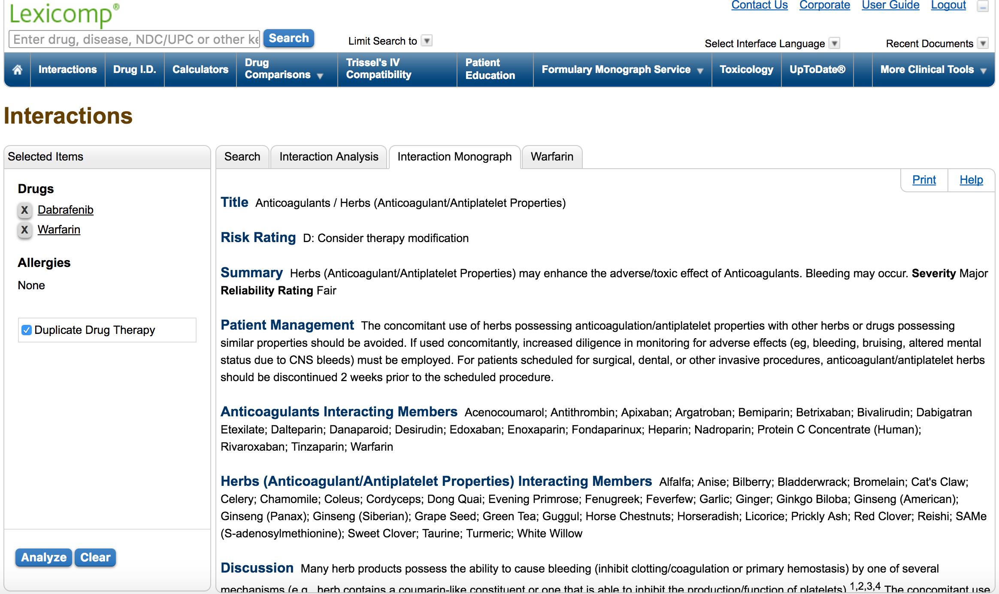 Lexicomp®
Contact Us Corporate User Guide Logout
Enter drug, disease, NDC/UPC or other ke
Search
Limit Search to
Select Interface Language
Recent Documents
Interactions
Drug I.D.
Calculators
Drug
Comparisons
Trissel's IV
Compatibility
Patient
Education
Formulary Monograph Service
Toxicology
UpToDate®
More Clinical Tools
Interactions
Selected Items
Drugs
X Dabrafenib
X Warfarin
Allergies
None
Duplicate Drug Therapy
Analyze Clear
Search
Interaction Analysis
Interaction Monograph
Warfarin
Print Help
Title Anticoagulants / Herbs (Anticoagulant/Antiplatelet Properties)
Risk Rating D: Consider therapy modification
Summary Herbs (Anticoagulant/Antiplatelet Properties) may enhance the adverse/toxic effect of Anticoagulants. Bleeding may occur. Severity Major
Reliability Rating Fair
Patient Management The concomitant use of herbs possessing anticoagulation/antiplatelet properties with other herbs or drugs possessing
similar properties should be avoided. If used concomitantly, increased diligence in monitoring for adverse effects (eg, bleeding, bruising, altered mental
status due to CNS bleeds) must be employed. For patients scheduled for surgical, dental, or other invasive procedures, anticoagulant/antiplatelet herbs
should be discontinued 2 weeks prior to the scheduled procedure.
Anticoagulants Interacting Members Acenocoumarol; Antithrombin; Apixaban; Argatroban; Bemiparin; Betrixaban; Bivalirudin; Dabigatran
Etexilate; Dalteparin; Danaparoid; Desirudin; Edoxaban; Enoxaparin; Fondaparinux; Heparin; Nadroparin; Protein C Concentrate (Human);
Rivaroxaban; Tinzaparin; Warfarin
Herbs (Anticoagulant/Antiplatelet Properties) Interacting Members Alfalfa; Anise; Bilberry; Bladderwrack; Bromelain; Cat's Claw;
Celery; Chamomile; Coleus; Cordyceps; Dong Quai; Evening Primrose; Fenugreek; Feverfew; Garlic; Ginger; Ginkgo Biloba; Ginseng (American);
Ginseng (Panax); Ginseng (Siberian); Grape Seed; Green Tea; Guggul; Horse Chestnuts; Horseradish; Licorice; Prickly Ash; Red Clover; Reishi; SAMe
(S-adenosylmethionine); Sweet Clover; Taurine; Turmeric; White Willow
Discussion Many herb products possess the ability to cause bleeding (inhibit clotting/coagulation or primary hemostasis) by one of several
mechanisms (e.g., herb contains a coumarin-like constituent or one that is able to inhibit the production/function of platelets).1,2,3,4 The concomitant use